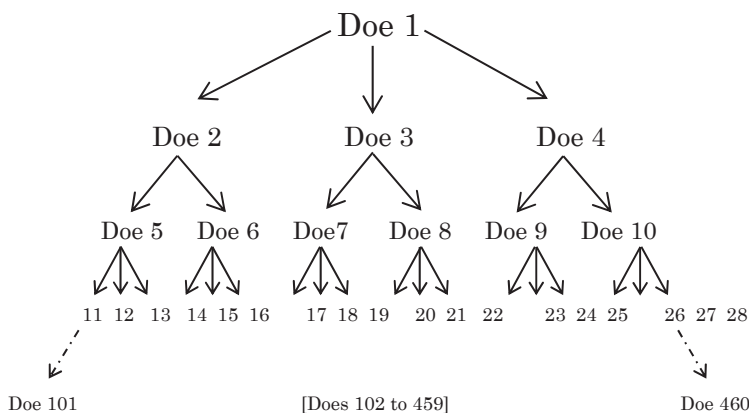 Doe 1
Doe 2 Doe 3 Doe 4
Doe 5 Doe 6 Doe7 Doe 8 Doe 9 Doe 10
11 12 13 14 15 16 17 18 19 20 21 22 23 24 25 26 27 28
Doe 101 [Does 102 to 459] Doe 460